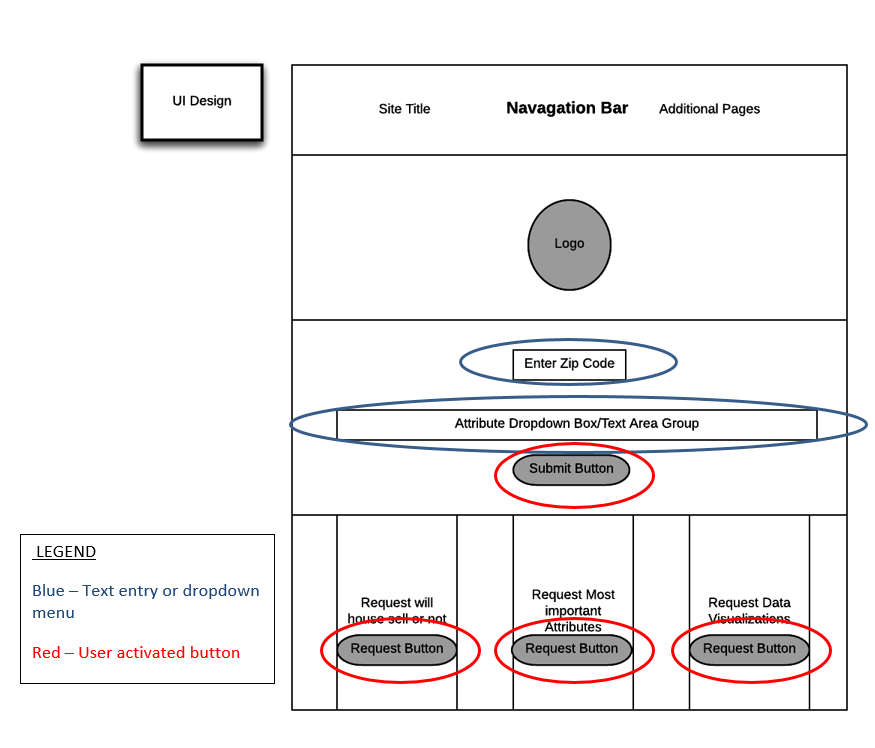 UI Design
Site Title
Navagation Bar
Additional Pages
Logo
Enter Zip Code
Attribute Dropdown Box/Text Area Group
Submit Button
LEGEND
Blue – Text entry or dropdown
menu
Red – User activated button
Request will
house sell or not
Request Button
Request Most
important
Attributes
Request Button
Request Data
Visualizations
Request Button